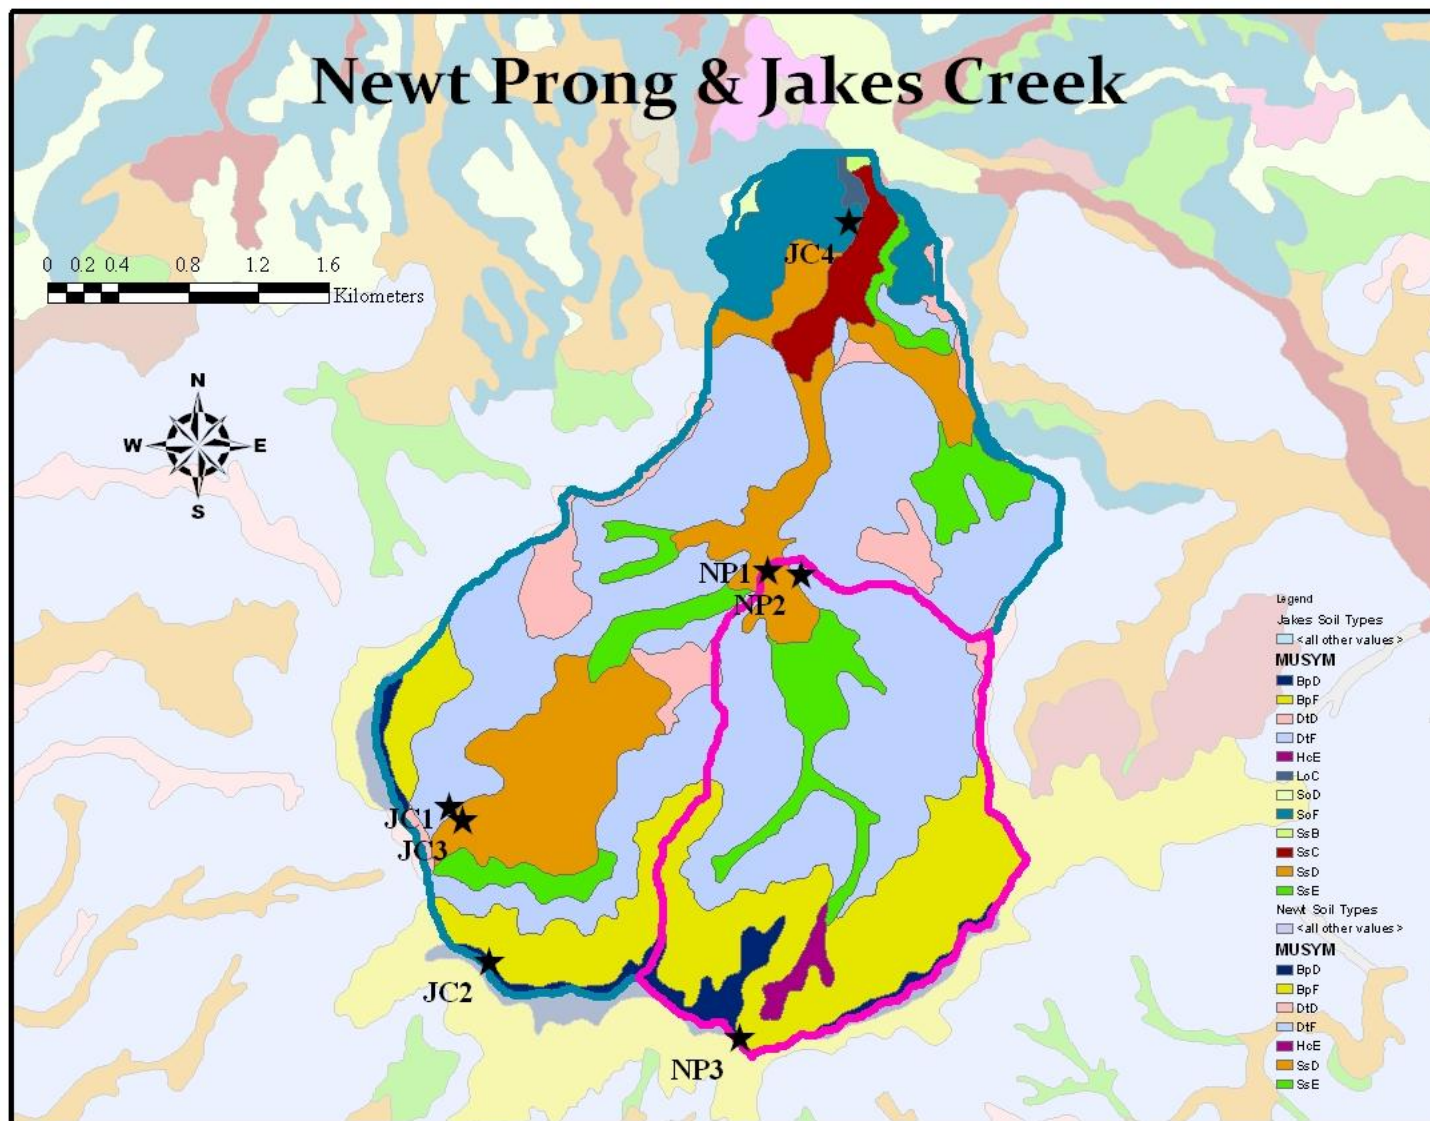 Newt Prong & Jakes Creek
0 0.2 0.4 0.8 1.2 1.6
Kilometers
N
W E
S
JC4
NP1
NP2
JC1
JC3
JC2
NP3
Legend
Jakes Soil Types
<all other values>
MUSYM
BpD
BpF
DtD
DtF
HcE
LoC
SoD
SoF
SsB
SsC
SsD
SsE
Newt Soil Types
<all other values>
MUSYM
BpD
BpF
DtD
DtF
HcE
SsD
SsE